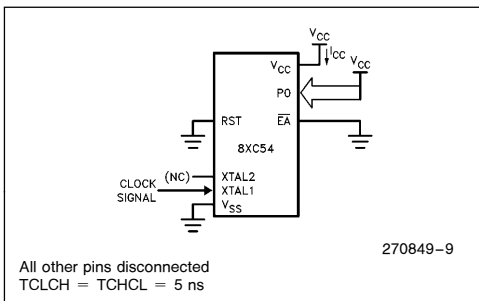 VCC
ICC
VCC
VCC
P0
RST
EA
8XC54
(NC)
XTAL2
CLOCK SIGNAL
XTAL1
VSS
270849–9
All other pins disconnected
TCLCH = TCHCL = 5 ns